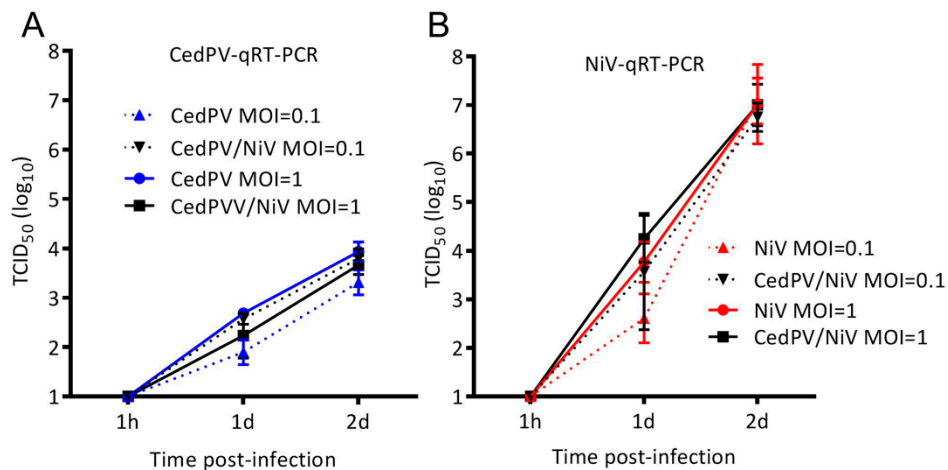 A
CedPV-qRT-PCR
CedPV MOI=0.1
CedPV/NiV MOI=0.1
CedPV MOI=1
CedPVV/NiV MOI=1
TCID50 (log10)
8
7
6
5
4
3
2
1
1h 1d 2d
Time post-infection
B
NiV-qRT-PCR
NiV MOI=0.1
CedPV/NiV MOI=0.1
NiV MOI=1
CedPV/NiV MOI=1
TCID50 (log10)
8
7
6
5
4
3
2
1
1h 1d 2d
Time post-infection